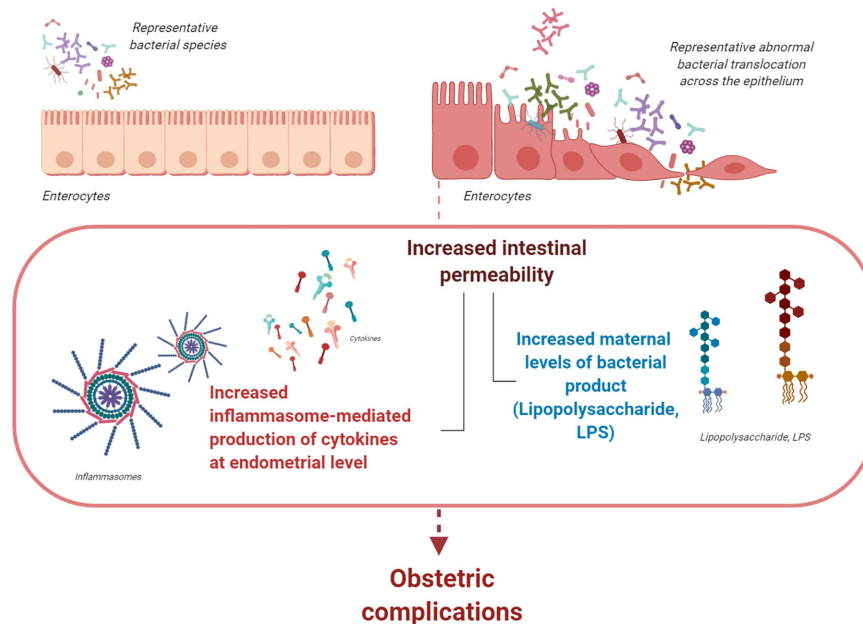 Representative
bacterial species
Representative abnormal
bacterial translocation
across the epithelium
Enterocytes
Enterocytes
Increased intestinal
permeability
Cytokines
Increased maternal
levels of bacterial
product
(Lipopolysaccharide,
LPS)
Increased
inflammasome-mediated
production of cytokines
at endometrial level
Inflammasomes
Lipopolysaccharide, LPS
Obstetric
complications